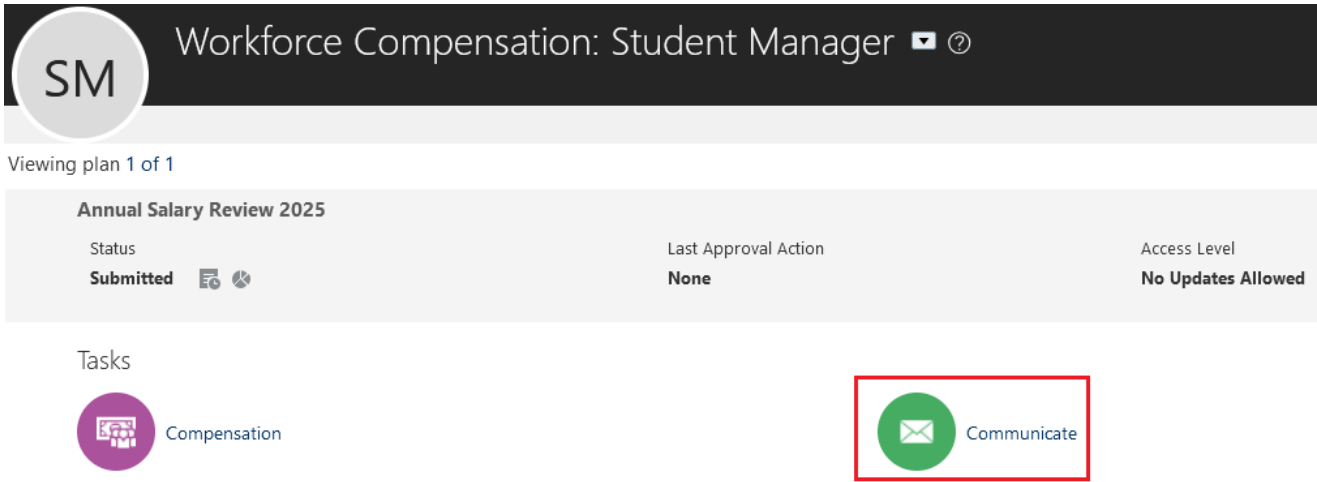 SM
Workforce Compensation: Student Manager
Viewing plan 1 of 1
Annual Salary Review 2025
Status
Last Approval Action
Access Level
Submitted
None
No Updates Allowed
Tasks
Compensation
Communicate